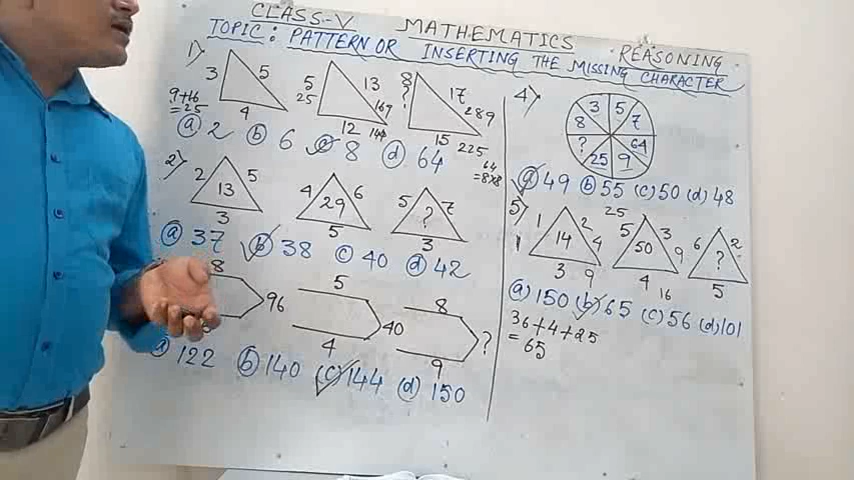 CLASS-V MATHEMATICS REASONING
TOPIC: PATTERN OR INSERTING THE MISSING CHARACTER
1)
3 5 4
9+16
=25
5 25 13 169 12 144
8 ? 17 289 15 225
64
=8×8
(a) 2 (b) 6 (c) 8 (d) 64
2)
2 5 13 3
4 6 29 5
5 7 ? 3
(a) 37 (b) 38 (c) 40 (d) 42
8 96
5 40 4
8 ? 9
(a) 122 (b) 140 (c) 144 (d) 150
4)
3 5
8 7
? 64
25 9
(a) 49 (b) 55 (c) 50 (d) 48
5)
1 1 2 4 14 3 9
25 5 3 9 50 4 16
6 2 ? 5
(a) 150 (b) 65 (c) 56 (d) 101
36+4+25
=65